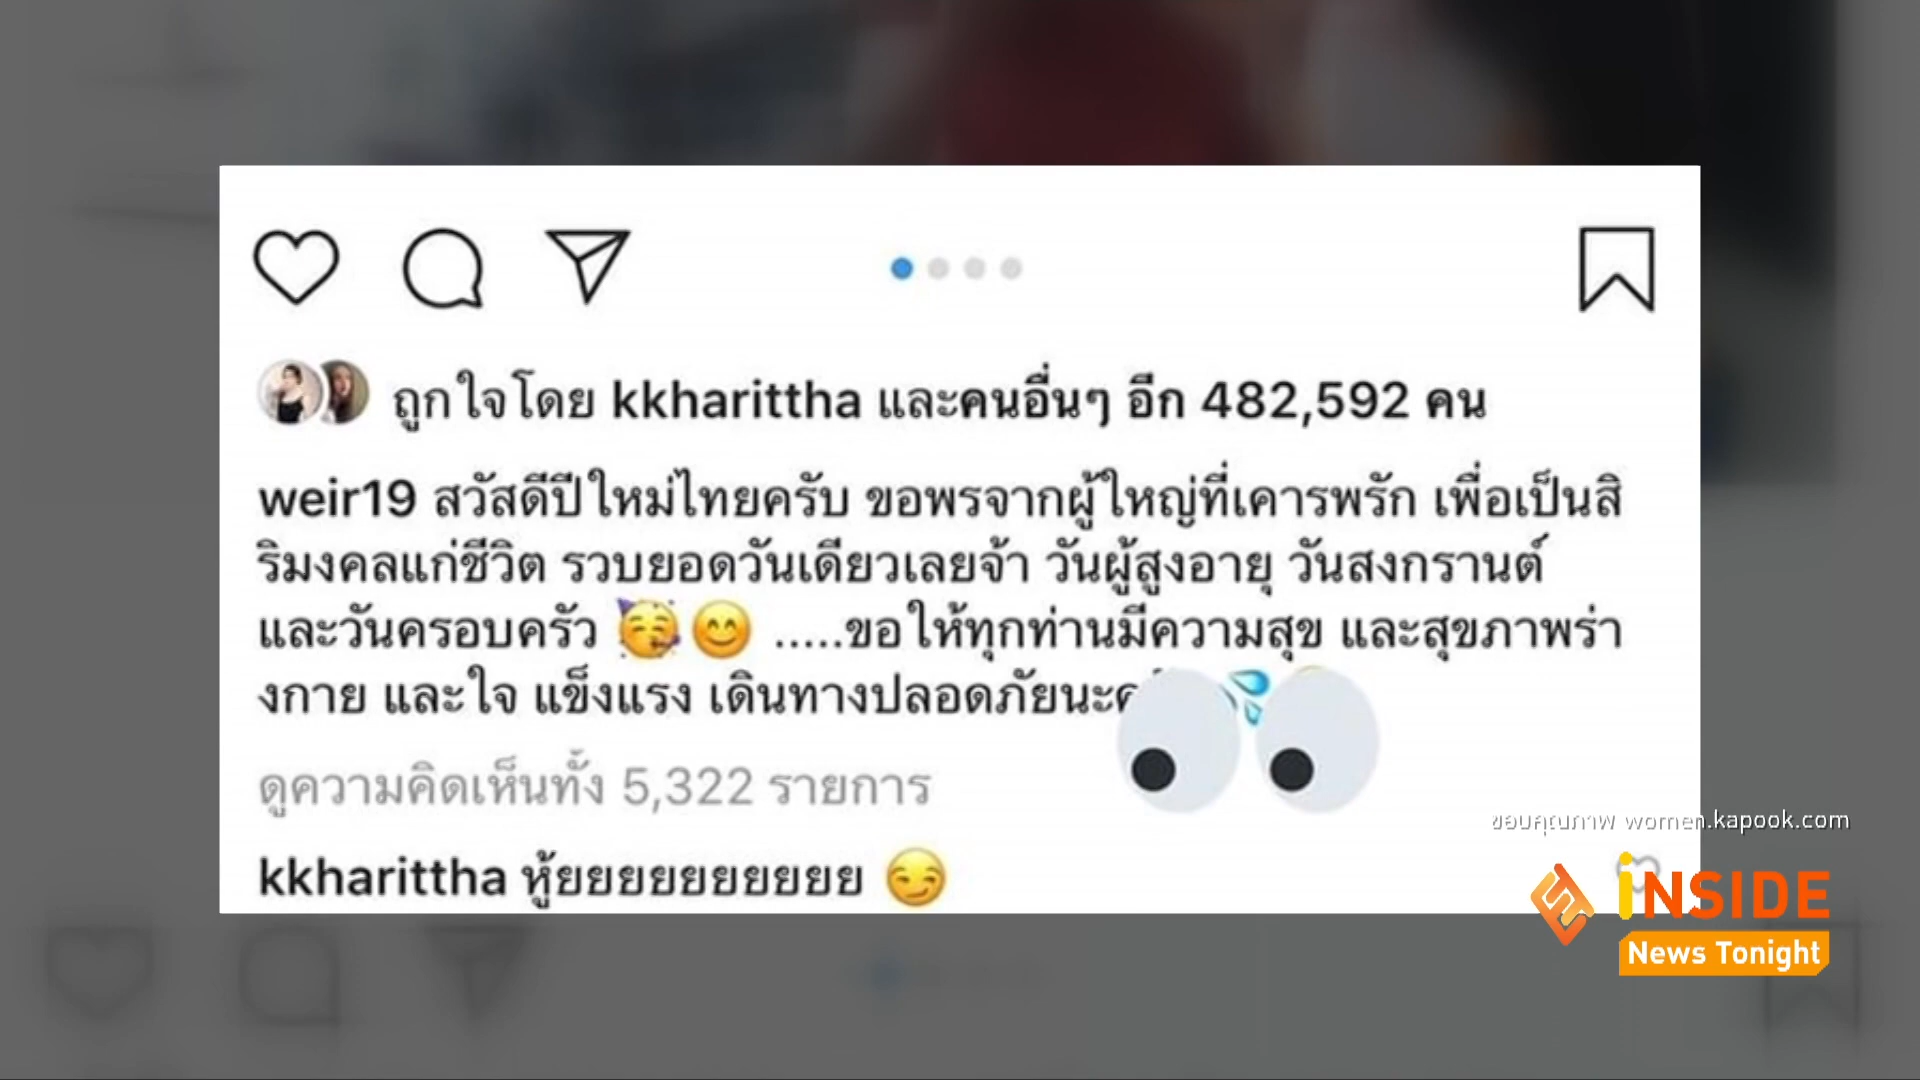 ถูกใจโดย kkharittha และคนอื่นๆ อีก 482,592 คน
weir19 สวัสดีปีใหม่ไทยครับ ขอพรจากผู้ใหญ่ที่เคารพรัก เพื่อเป็นสิ
ริมงคลแก่ชีวิต รวบยอดวันเดียวเลยจ้า วันผู้สูงอายุ วันสงกรานต์
และวันครอบครัว 🥳😊 .....ขอให้ทุกท่านมีความสุข และสุขภาพร่า
งกาย และใจ แข็งแรง เดินทางปลอดภัยนะ
ดูความคิดเห็นทั้ง 5,322 รายการ
kkharittha หู้ยยยยยยยยยย 😏
ขอบคุณภาพ women.kapook.com
iNSIDE
News Tonight